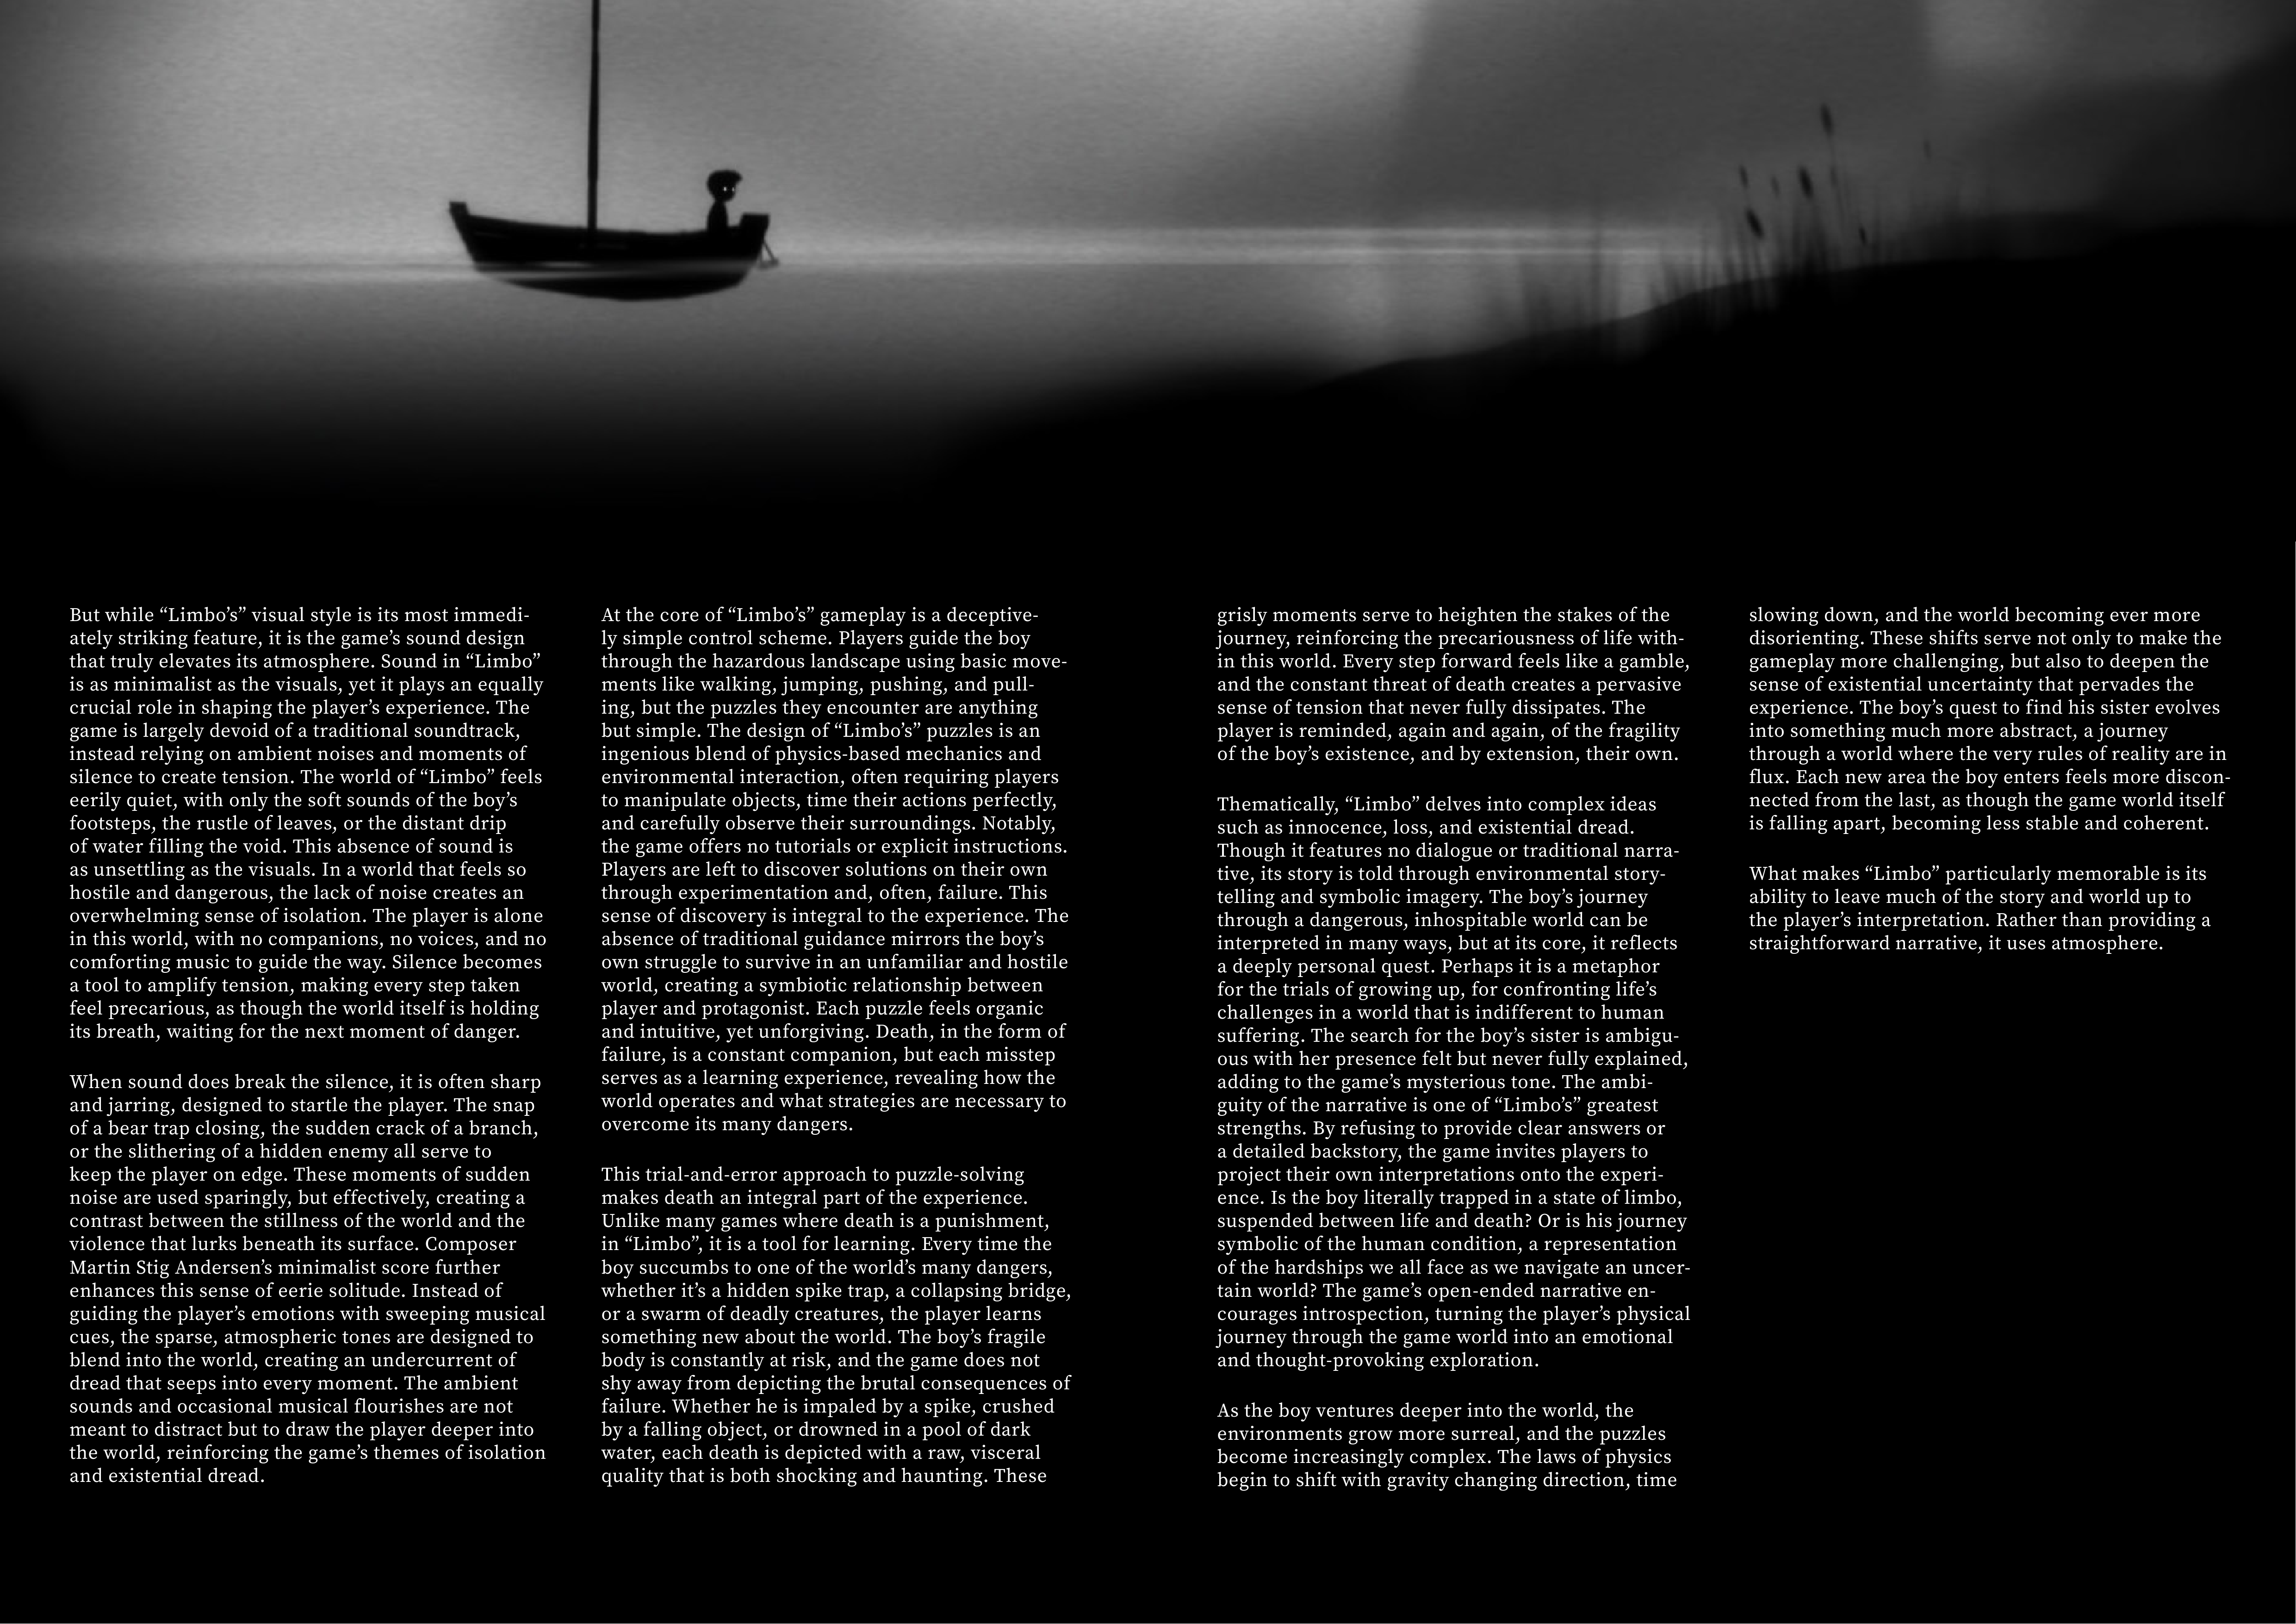 But while “Limbo’s” visual style is its most immedi-
ately striking feature, it is the game’s sound design
that truly elevates its atmosphere. Sound in “Limbo”
is as minimalist as the visuals, yet it plays an equally
crucial role in shaping the player’s experience. The
game is largely devoid of a traditional soundtrack,
instead relying on ambient noises and moments of
silence to create tension. The world of “Limbo” feels
eerily quiet, with only the soft sounds of the boy’s
footsteps, the rustle of leaves, or the distant drip
of water filling the void. This absence of sound is
as unsettling as the visuals. In a world that feels so
hostile and dangerous, the lack of noise creates an
overwhelming sense of isolation. The player is alone
in this world, with no companions, no voices, and no
comforting music to guide the way. Silence becomes
a tool to amplify tension, making every step taken
feel precarious, as though the world itself is holding
its breath, waiting for the next moment of danger.

When sound does break the silence, it is often sharp
and jarring, designed to startle the player. The snap
of a bear trap closing, the sudden crack of a branch,
or the slithering of a hidden enemy all serve to
keep the player on edge. These moments of sudden
noise are used sparingly, but effectively, creating a
contrast between the stillness of the world and the
violence that lurks beneath its surface. Composer
Martin Stig Andersen’s minimalist score further
enhances this sense of eerie solitude. Instead of
guiding the player’s emotions with sweeping musical
cues, the sparse, atmospheric tones are designed to
blend into the world, creating an undercurrent of
dread that seeps into every moment. The ambient
sounds and occasional musical flourishes are not
meant to distract but to draw the player deeper into
the world, reinforcing the game’s themes of isolation
and existential dread.

At the core of “Limbo’s” gameplay is a deceptive-
ly simple control scheme. Players guide the boy
through the hazardous landscape using basic move-
ments like walking, jumping, pushing, and pull-
ing, but the puzzles they encounter are anything
but simple. The design of “Limbo’s” puzzles is an
ingenious blend of physics-based mechanics and
environmental interaction, often requiring players
to manipulate objects, time their actions perfectly,
and carefully observe their surroundings. Notably,
the game offers no tutorials or explicit instructions.
Players are left to discover solutions on their own
through experimentation and, often, failure. This
sense of discovery is integral to the experience. The
absence of traditional guidance mirrors the boy’s
own struggle to survive in an unfamiliar and hostile
world, creating a symbiotic relationship between
player and protagonist. Each puzzle feels organic
and intuitive, yet unforgiving. Death, in the form of
failure, is a constant companion, but each misstep
serves as a learning experience, revealing how the
world operates and what strategies are necessary to
overcome its many dangers.

This trial-and-error approach to puzzle-solving
makes death an integral part of the experience.
Unlike many games where death is a punishment,
in “Limbo”, it is a tool for learning. Every time the
boy succumbs to one of the world’s many dangers,
whether it’s a hidden spike trap, a collapsing bridge,
or a swarm of deadly creatures, the player learns
something new about the world. The boy’s fragile
body is constantly at risk, and the game does not
shy away from depicting the brutal consequences of
failure. Whether he is impaled by a spike, crushed
by a falling object, or drowned in a pool of dark
water, each death is depicted with a raw, visceral
quality that is both shocking and haunting. These
grisly moments serve to heighten the stakes of the
journey, reinforcing the precariousness of life with-
in this world. Every step forward feels like a gamble,
and the constant threat of death creates a pervasive
sense of tension that never fully dissipates. The
player is reminded, again and again, of the fragility
of the boy’s existence, and by extension, their own.

Thematically, “Limbo” delves into complex ideas
such as innocence, loss, and existential dread.
Though it features no dialogue or traditional narra-
tive, its story is told through environmental story-
telling and symbolic imagery. The boy’s journey
through a dangerous, inhospitable world can be
interpreted in many ways, but at its core, it reflects
a deeply personal quest. Perhaps it is a metaphor
for the trials of growing up, for confronting life’s
challenges in a world that is indifferent to human
suffering. The search for the boy’s sister is ambigu-
ous with her presence felt but never fully explained,
adding to the game’s mysterious tone. The ambi-
guity of the narrative is one of “Limbo’s” greatest
strengths. By refusing to provide clear answers or
a detailed backstory, the game invites players to
project their own interpretations onto the experi-
ence. Is the boy literally trapped in a state of limbo,
suspended between life and death? Or is his journey
symbolic of the human condition, a representation
of the hardships we all face as we navigate an uncer-
tain world? The game’s open-ended narrative en-
courages introspection, turning the player’s physical
journey through the game world into an emotional
and thought-provoking exploration.

As the boy ventures deeper into the world, the
environments grow more surreal, and the puzzles
become increasingly complex. The laws of physics
begin to shift with gravity changing direction, time
slowing down, and the world becoming ever more
disorienting. These shifts serve not only to make the
gameplay more challenging, but also to deepen the
sense of existential uncertainty that pervades the
experience. The boy’s quest to find his sister evolves
into something much more abstract, a journey
through a world where the very rules of reality are in
flux. Each new area the boy enters feels more discon-
nected from the last, as though the game world itself
is falling apart, becoming less stable and coherent.

What makes “Limbo” particularly memorable is its
ability to leave much of the story and world up to
the player’s interpretation. Rather than providing a
straightforward narrative, it uses atmosphere.